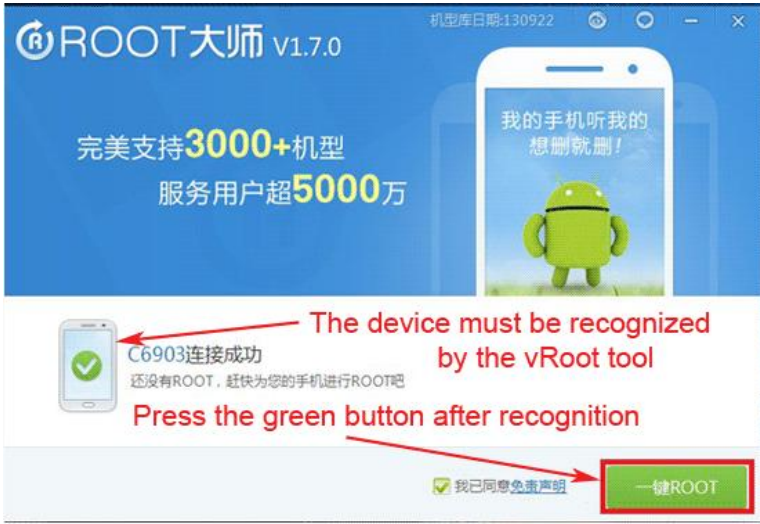 ROOT大师 V1.7.0
机型库日期:130922
完美支持3000+机型
服务用户超5000万
我的手机听我的
想删就删!
The device must be recognized
by the vRoot tool
C6903连接成功
还没有ROOT，赶快为您的手机进行ROOT吧
Press the green button after recognition
我已同意免责声明
一键ROOT